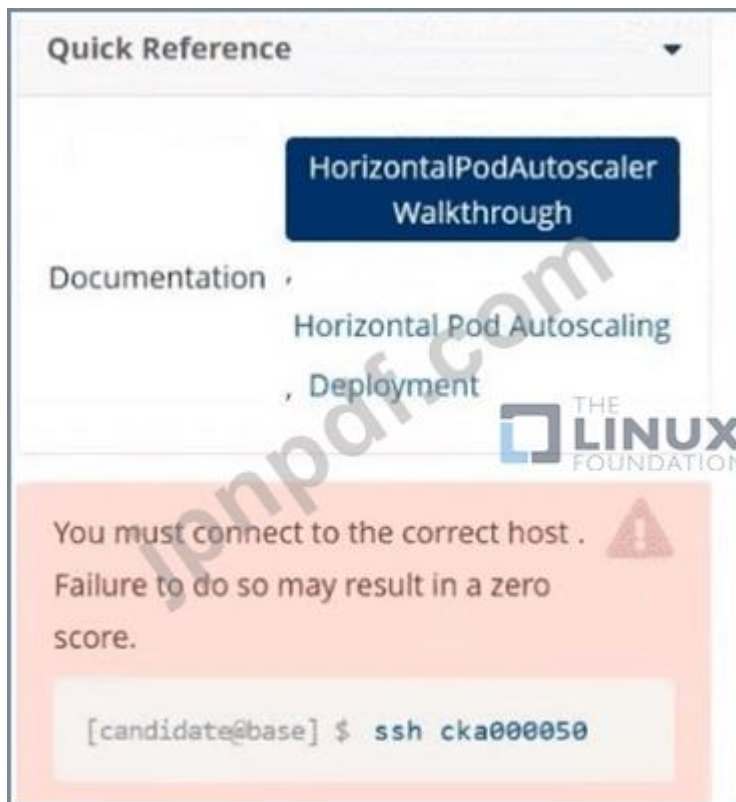 Quick Reference
HorizontalPodAutoscaler
Walkthrough
Documentation ,
Horizontal Pod Autoscaling
, Deployment
THE
LINUX
FOUNDATION
You must connect to the correct host .
Failure to do so may result in a zero
score.
[candidate@base] $ ssh cka000050
jpnpdf.com